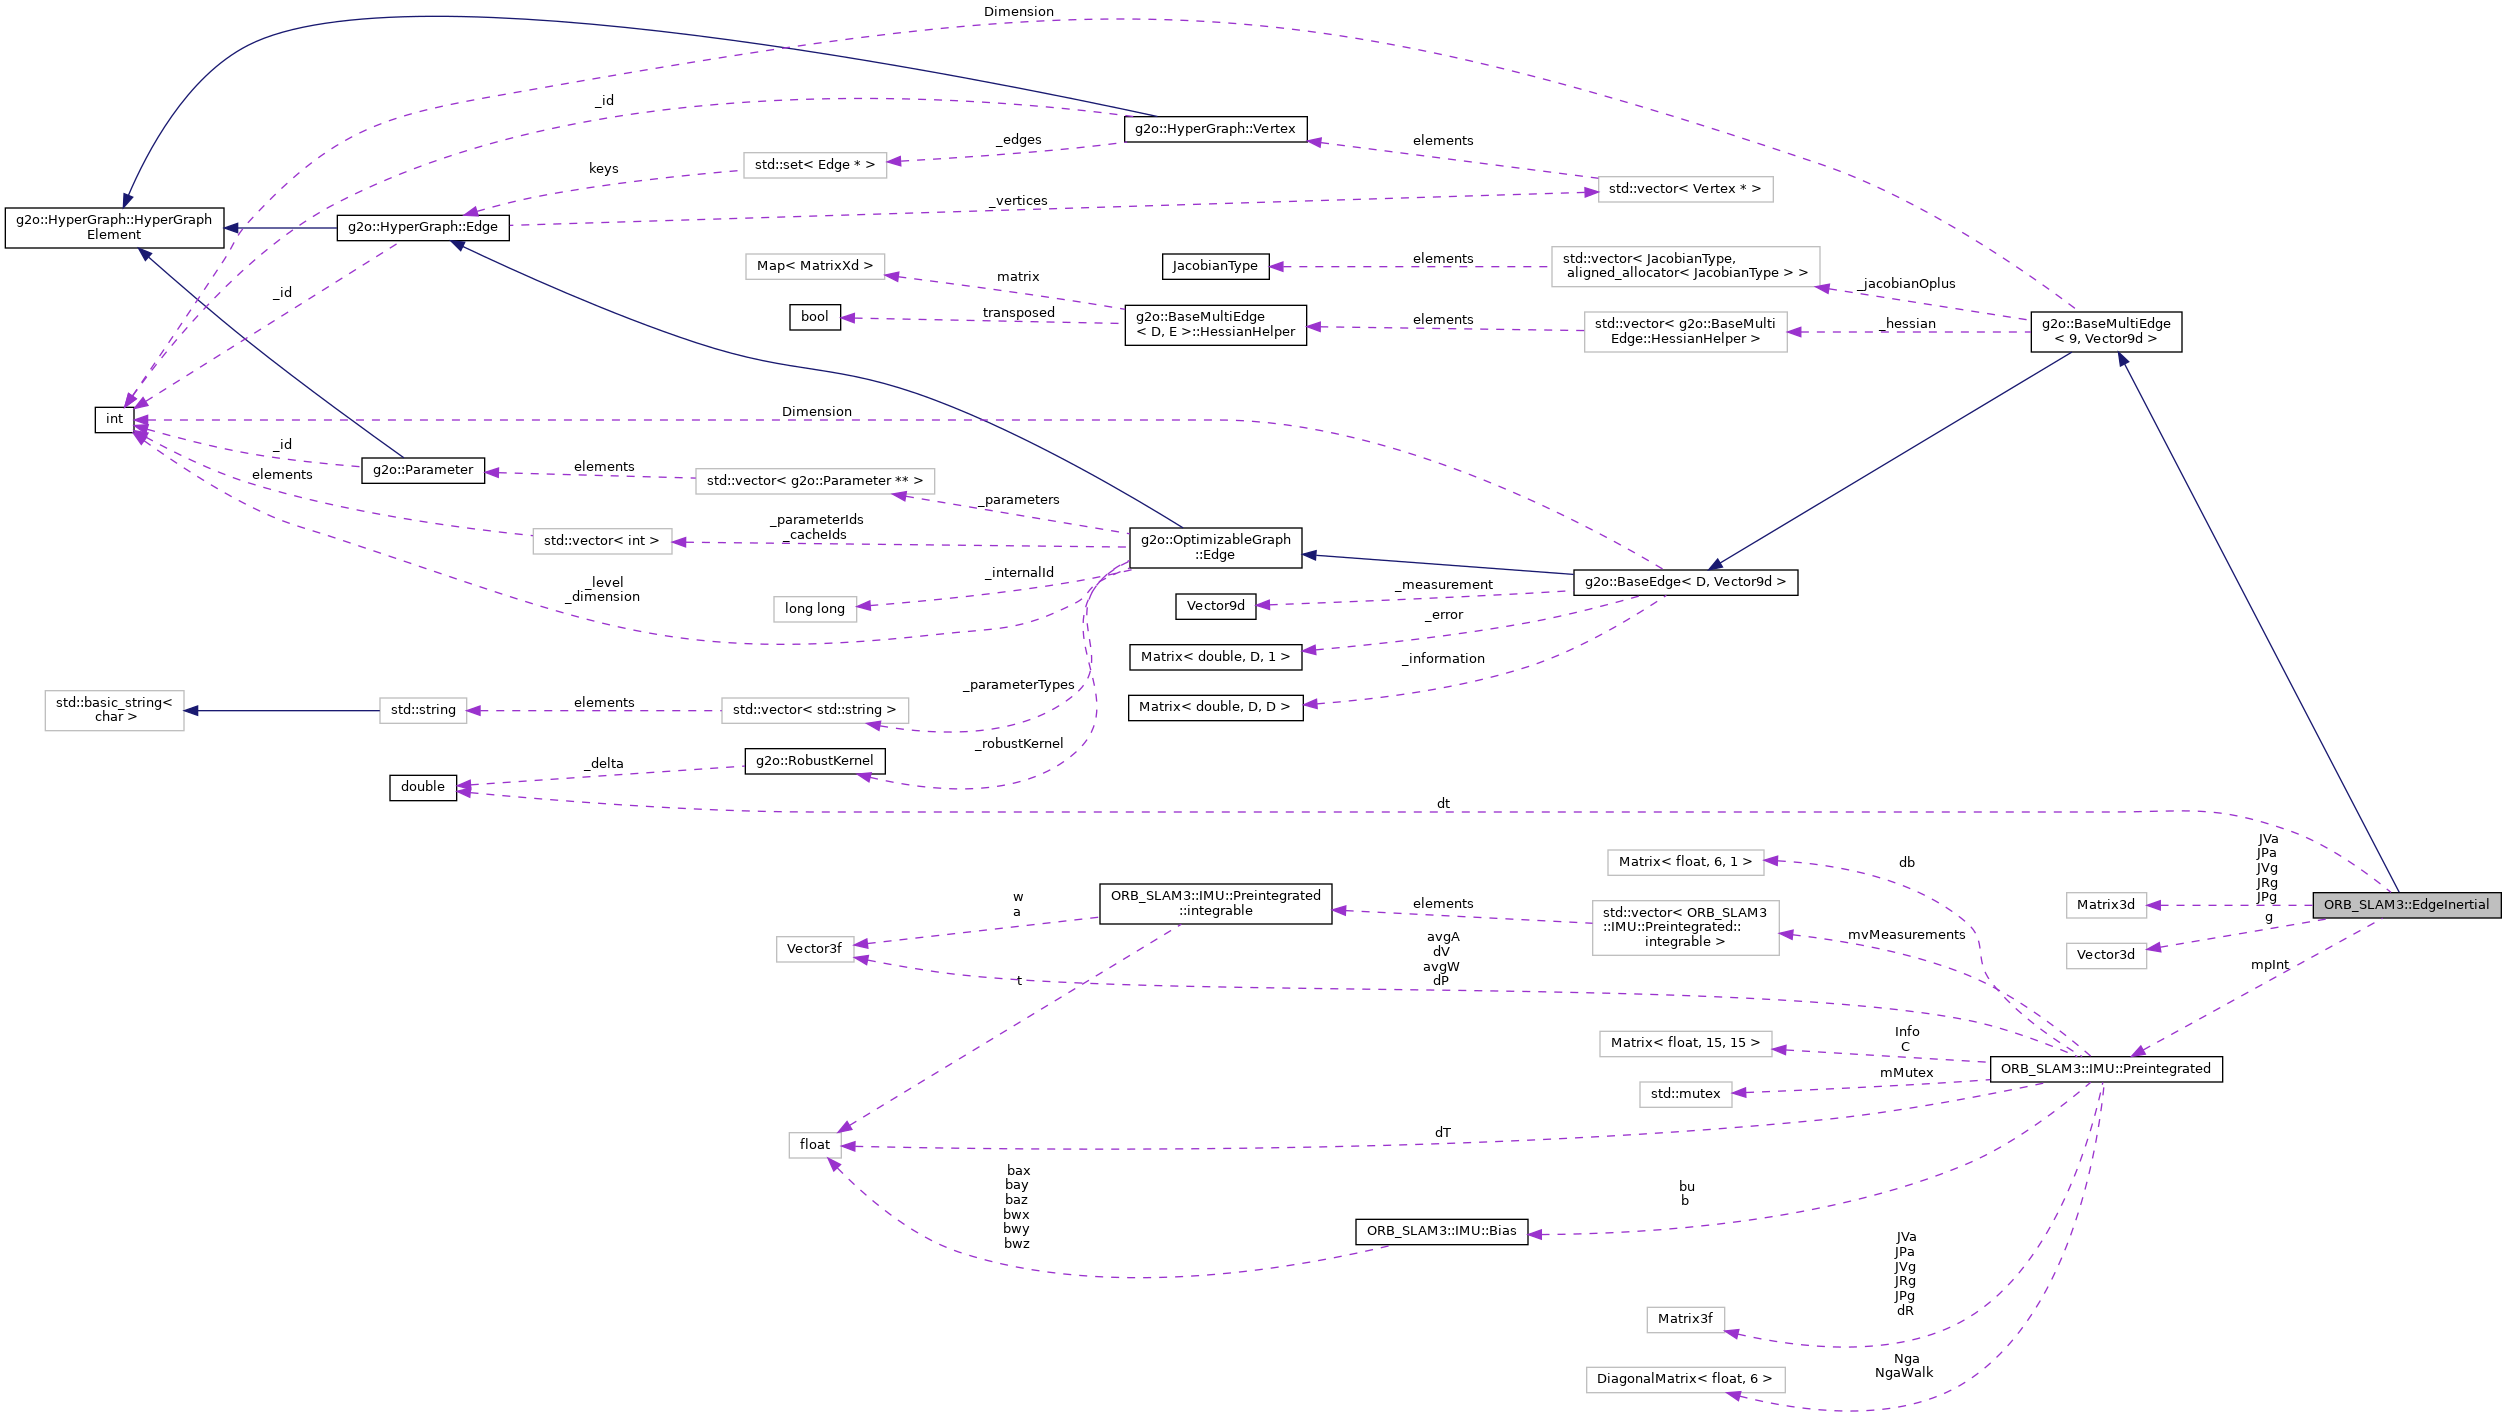 Dimension
_id
g2o::HyperGraph::Vertex
_edges
elements
std::set< Edge * >
keys
std::vector< Vertex * >
_vertices
g2o::HyperGraph::HyperGraph
Element
g2o::HyperGraph::Edge
Map< MatrixXd >
matrix
JacobianType
elements
std::vector< JacobianType,
aligned_allocator< JacobianType > >
_jacobianOplus
_id
bool
transposed
g2o::BaseMultiEdge
< D, E >::HessianHelper
elements
std::vector< g2o::BaseMulti
Edge::HessianHelper >
_hessian
g2o::BaseMultiEdge
< 9, Vector9d >
int
Dimension
_id
elements
g2o::Parameter
elements
std::vector< g2o::Parameter ** >
_parameters
std::vector< int >
_parameterIds
_cacheIds
g2o::OptimizableGraph
::Edge
_internalId
long long
_level
_dimension
g2o::BaseEdge< D, Vector9d >
_measurement
Vector9d
_error
Matrix< double, D, 1 >
_information
Matrix< double, D, D >
_parameterTypes
std::basic_string<
char >
std::string
elements
std::vector< std::string >
_robustKernel
g2o::RobustKernel
_delta
double
dt
JVa
JPa
JVg
JRg
JPg
Matrix3d
ORB_SLAM3::EdgeInertial
g
Vector3d
mpInt
Matrix< float, 6, 1 >
db
ORB_SLAM3::IMU::Preintegrated
::integrable
w
a
elements
std::vector< ORB_SLAM3
::IMU::Preintegrated::
integrable >
mvMeasurements
Vector3f
avgA
dV
avgW
dP
t
Matrix< float, 15, 15 >
Info
C
ORB_SLAM3::IMU::Preintegrated
std::mutex
mMutex
float
dT
bax
bay
baz
bwx
bwy
bwz
ORB_SLAM3::IMU::Bias
bu
b
JVa
JPa
JVg
JRg
JPg
dR
Matrix3f
Nga
NgaWalk
DiagonalMatrix< float, 6 >